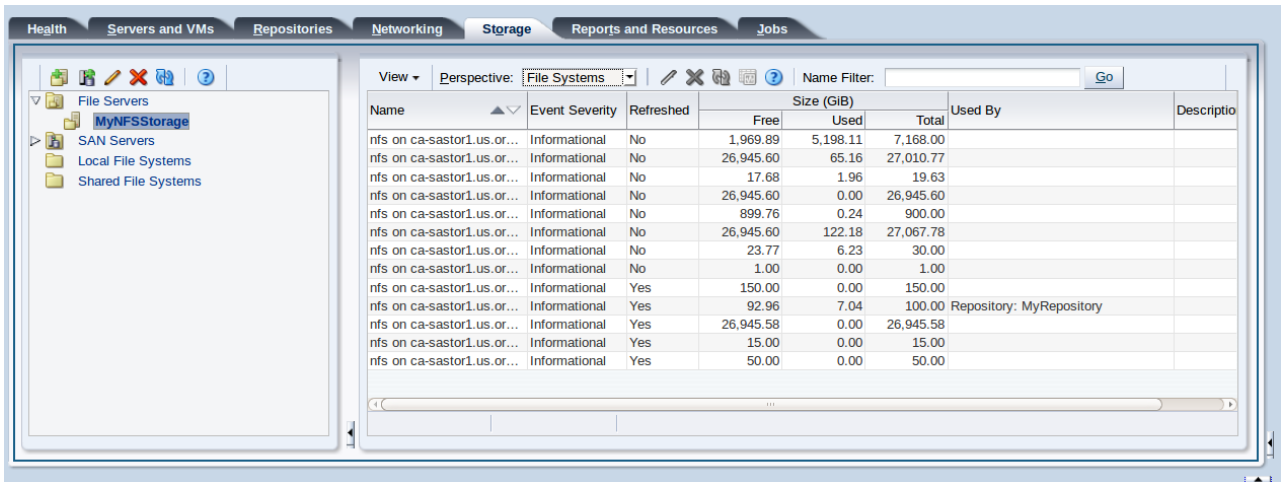 Health Servers and VMs Repositories Networking Storage Reports and Resources Jobs
View Perspective: File Systems Name Filter: Go
File Servers
MyNFSStorage
SAN Servers
Local File Systems
Shared File Systems
Name Event Severity Refreshed Size (GiB) Used By Descriptio
Free Used Total
nfs on ca-sastor1.us.or... Informational No 1,969.89 5,198.11 7,168.00
nfs on ca-sastor1.us.or... Informational No 26,945.60 65.16 27,010.77
nfs on ca-sastor1.us.or... Informational No 17.68 1.96 19.63
nfs on ca-sastor1.us.or... Informational No 26,945.60 0.00 26,945.60
nfs on ca-sastor1.us.or... Informational No 899.76 0.24 900.00
nfs on ca-sastor1.us.or... Informational No 26,945.60 122.18 27,067.78
nfs on ca-sastor1.us.or... Informational No 23.77 6.23 30.00
nfs on ca-sastor1.us.or... Informational No 1.00 0.00 1.00
nfs on ca-sastor1.us.or... Informational Yes 150.00 0.00 150.00
nfs on ca-sastor1.us.or... Informational Yes 92.96 7.04 100.00 Repository: MyRepository
nfs on ca-sastor1.us.or... Informational Yes 26,945.58 0.00 26,945.58
nfs on ca-sastor1.us.or... Informational Yes 15.00 0.00 15.00
nfs on ca-sastor1.us.or... Informational Yes 50.00 0.00 50.00